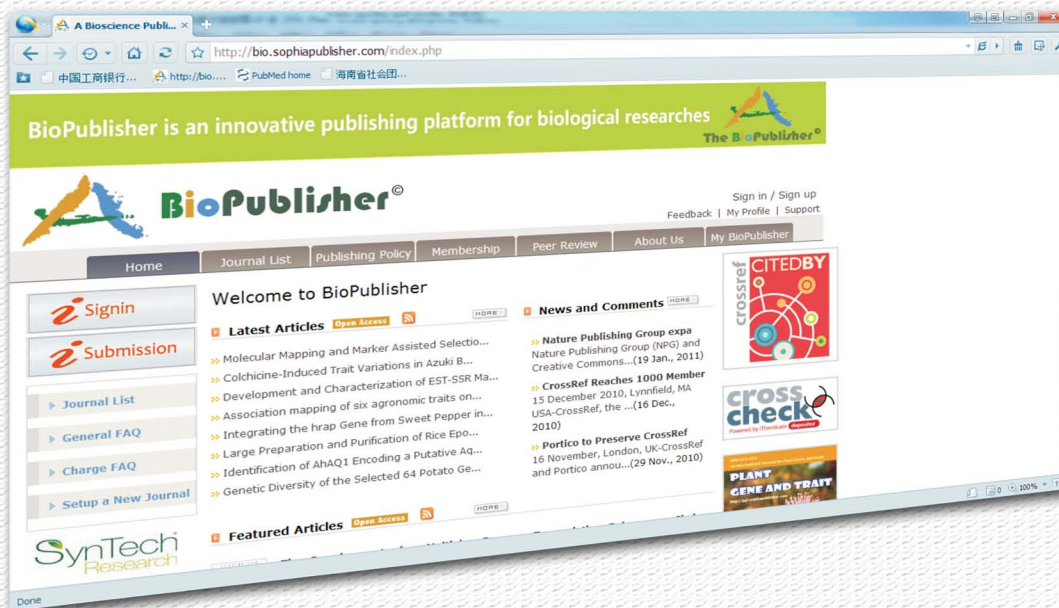 A Bioscience Publi...
http://bio.sophiapublisher.com/index.php
中国工商银行...
http://bio....
PubMed home
海南省社会团...
BioPublisher is an innovative publishing platform for biological researches
The BioPublisher©
BioPublisher©
Sign in / Sign up
Feedback | My Profile | Support
Home
Journal List
Publishing Policy
Membership
Peer Review
About Us
My BioPublisher
i Signin
i Submission
Journal List
General FAQ
Charge FAQ
Setup a New Journal
SynTech
Research
Welcome to BioPublisher
Latest Articles Open Access MORE
Molecular Mapping and Marker Assisted Selectio...
Colchicine-Induced Trait Variations in Azuki B...
Development and Characterization of EST-SSR Ma...
Association mapping of six agronomic traits on...
Integrating the hrap Gene from Sweet Pepper in...
Large Preparation and Purification of Rice Epo...
Identification of AhAQ1 Encoding a Putative Aq...
Genetic Diversity of the Selected 64 Potato Ge...
Featured Articles Open Access MORE
News and Comments MORE
Nature Publishing Group expa
Nature Publishing Group (NPG) and
Creative Commons...(19 Jan., 2011)
CrossRef Reaches 1000 Member
15 December 2010, Lynnfield, MA
USA-CrossRef, the ...(16 Dec.,
2010)
Portico to Preserve CrossRef
16 November, London, UK-CrossRef
and Portico annou...(29 Nov., 2010)
crossref
CITEDBY
cross
check
Powered by iThenticate depositor
PLANT
GENE AND TRAIT
Done
0
100%